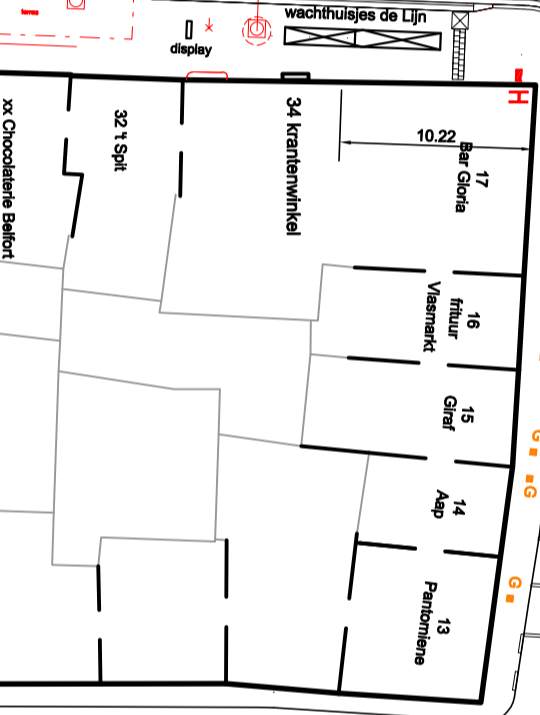 wachthuisjes de Lijn
terras
display
H
10.22
17
Bar Gloria
34 krantenwinkel
32 't Spit
xx Chocolaterie Belfort
16
frituur
Vlasmarkt
15
Giraf
G
G
14
Aap
G
13
Pantomiene